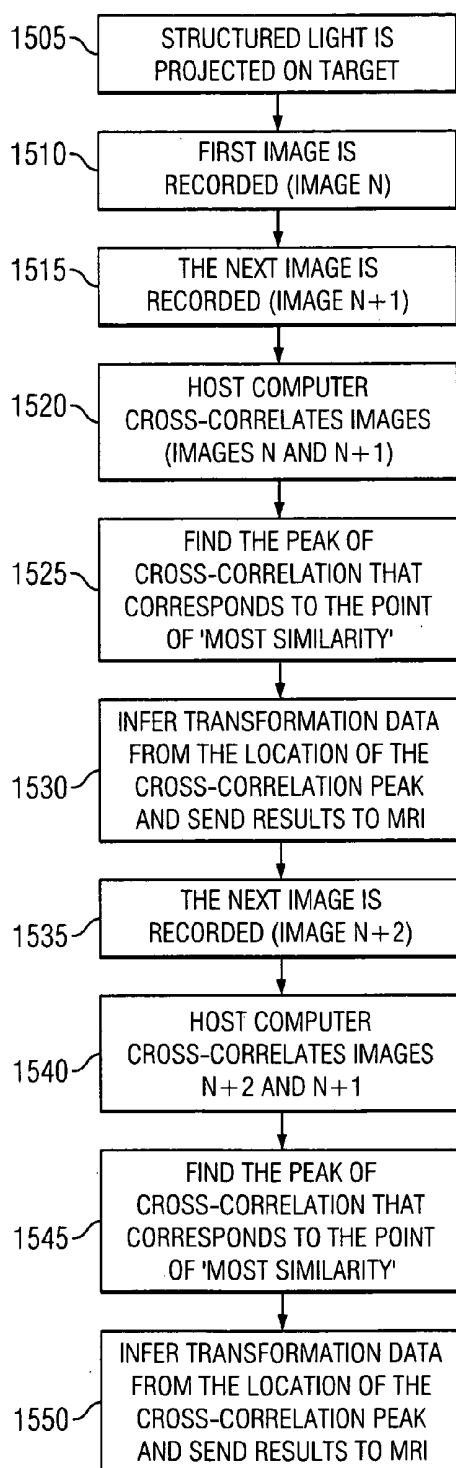 1505
STRUCTURED LIGHT IS
PROJECTED ON TARGET
1510
FIRST IMAGE IS
RECORDED (IMAGE N)
1515
THE NEXT IMAGE IS
RECORDED (IMAGE N+1)
1520
HOST COMPUTER
CROSS-CORRELATES IMAGES
(IMAGES N AND N+1)
1525
FIND THE PEAK OF
CROSS-CORRELATION THAT
CORRESPONDS TO THE POINT
OF 'MOST SIMILARITY'
1530
INFER TRANSFORMATION DATA
FROM THE LOCATION OF THE
CROSS-CORRELATION PEAK
AND SEND RESULTS TO MRI
1535
THE NEXT IMAGE IS
RECORDED (IMAGE N+2)
1540
HOST COMPUTER
CROSS-CORRELATES IMAGES
N+2 AND N+1
1545
FIND THE PEAK OF
CROSS-CORRELATION THAT
CORRESPONDS TO THE POINT
OF 'MOST SIMILARITY'
1550
INFER TRANSFORMATION DATA
FROM THE LOCATION OF THE
CROSS-CORRELATION PEAK
AND SEND RESULTS TO MRI